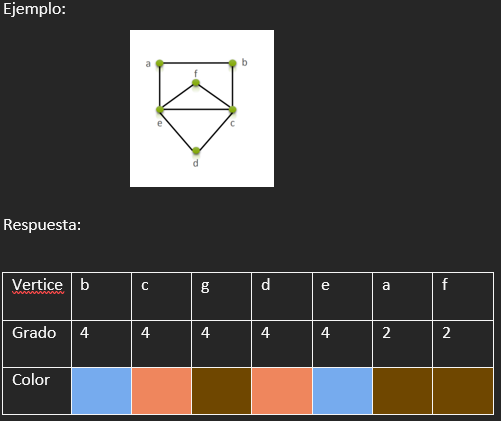 Ejemplo:
a b
f
e c
d
Respuesta:
Vertice b c g d e a f
Grado 4 4 4 4 4 2 2
Color